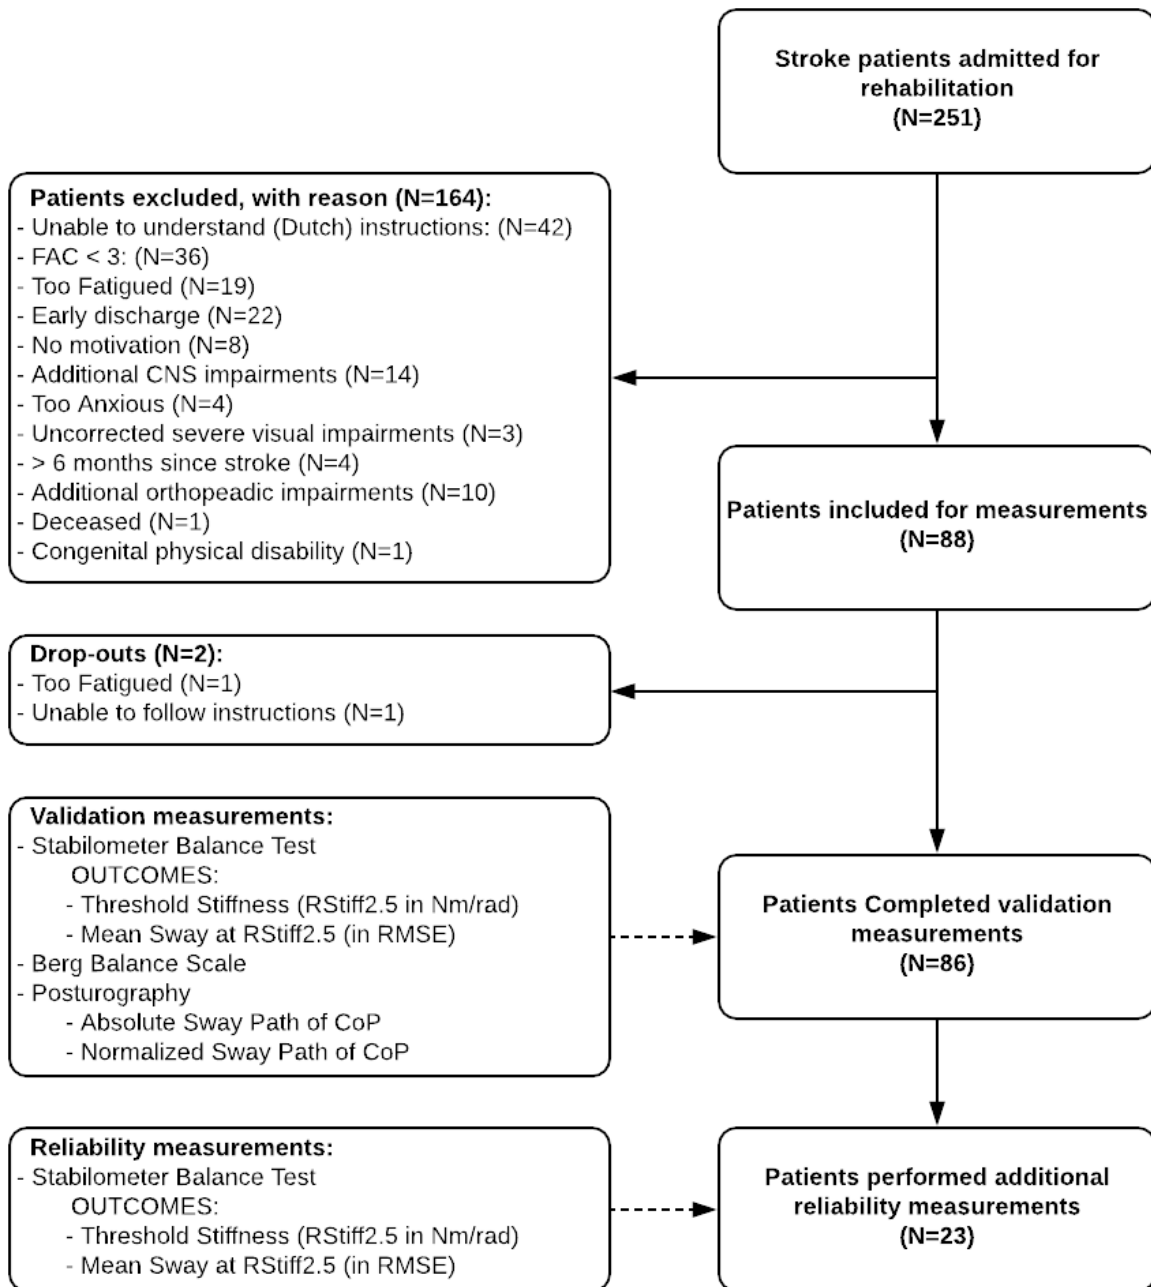 Stroke patients admitted for
rehabilitation
(N=251)
Patients excluded, with reason (N=164):
- Unable to understand (Dutch) instructions: (N=42)
- FAC < 3: (N=36)
- Too Fatigued (N=19)
- Early discharge (N=22)
- No motivation (N=8)
- Additional CNS impairments (N=14)
- Too Anxious (N=4)
- Uncorrected severe visual impairments (N=3)
- > 6 months since stroke (N=4)
- Additional orthopeadic impairments (N=10)
- Deceased (N=1)
- Congenital physical disability (N=1)
Patients included for measurements
(N=88)
Drop-outs (N=2):
- Too Fatigued (N=1)
- Unable to follow instructions (N=1)
Validation measurements:
- Stabilometer Balance Test
OUTCOMES:
- Threshold Stiffness (RStiff2.5 in Nm/rad)
- Mean Sway at RStiff2.5 (in RMSE)
- Berg Balance Scale
- Posturography
- Absolute Sway Path of CoP
- Normalized Sway Path of CoP
Patients Completed validation
measurements
(N=86)
Reliability measurements:
- Stabilometer Balance Test
OUTCOMES:
- Threshold Stiffness (RStiff2.5 in Nm/rad)
- Mean Sway at RStiff2.5 (in RMSE)
Patients performed additional
reliability measurements
(N=23)